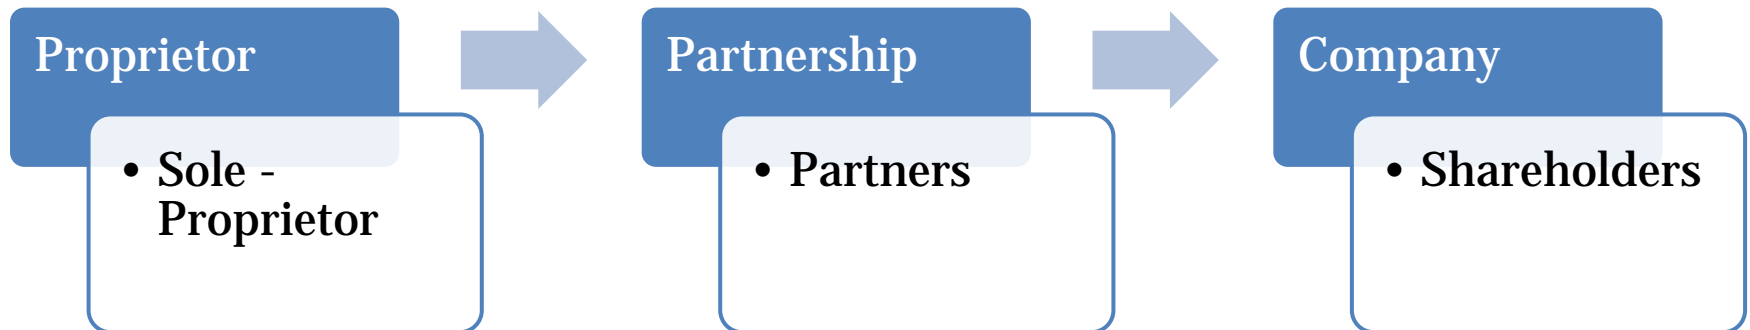 Proprietor
• Sole -
Proprietor
Partnership
• Partners
Company
• Shareholders